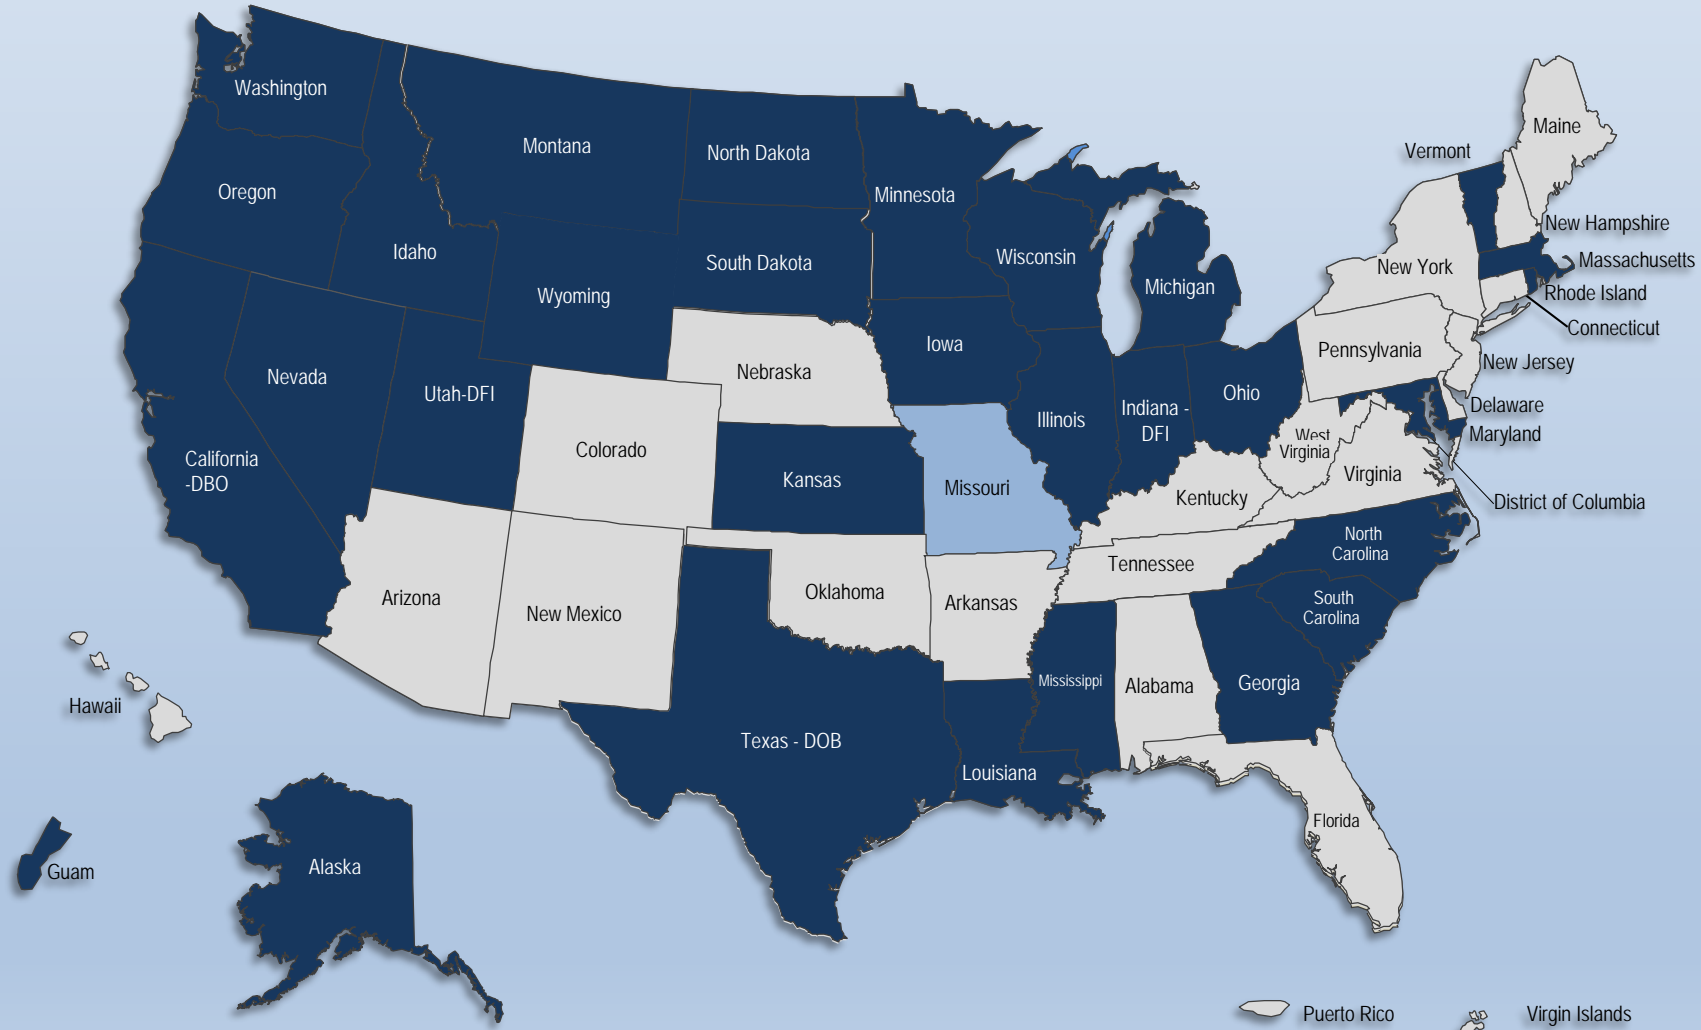 Washington
Montana
North Dakota
Minnesota
Oregon
Idaho
South Dakota
Wyoming
Wisconsin
Michigan
Vermont
Maine
New Hampshire
Massachusetts
New York
Rhode Island
Connecticut
Pennsylvania
New Jersey
Nevada
Utah-DFI
Nebraska
Iowa
Illinois
Indiana -
DFI
Ohio
Delaware
Maryland
West
Virginia
Virginia
District of Columbia
California
-DBO
Colorado
Kansas
Missouri
Kentucky
North
Carolina
Tennessee
South
Carolina
Arizona
New Mexico
Oklahoma
Arkansas
Mississippi
Alabama
Georgia
Hawaii
Texas - DOB
Louisiana
Florida
Guam
Alaska
Puerto Rico
Virgin Islands